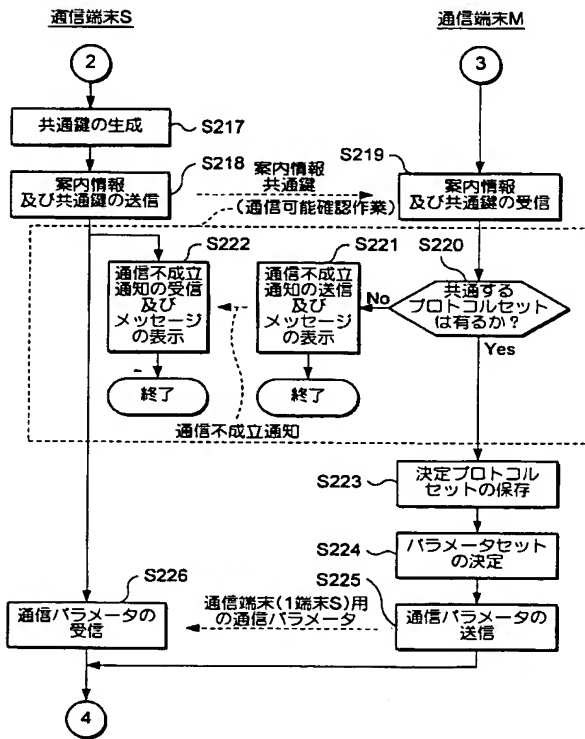 通信端末S
通信端末M
2
3
共通鍵の生成
S217
S218
案内情報
及び共通鍵の送信
案内情報
共通鍵
(通信可能確認作業)
S219
案内情報
及び共通鍵の受信
S222
通信不成立
通知の受信
及び
メッセージ
の表示
S221
通信不成立
通知の送信
及び
メッセージ
の表示
S220
共通する
プロトコルセット
は有るか?
No
Yes
終了
終了
通信不成立通知
S223
決定プロトコル
セットの保存
S224
パラメータセット
の決定
S225
通信パラメータの
送信
S226
通信パラメータの
受信
通信端末(1端末S)用
の通信パラメータ
4